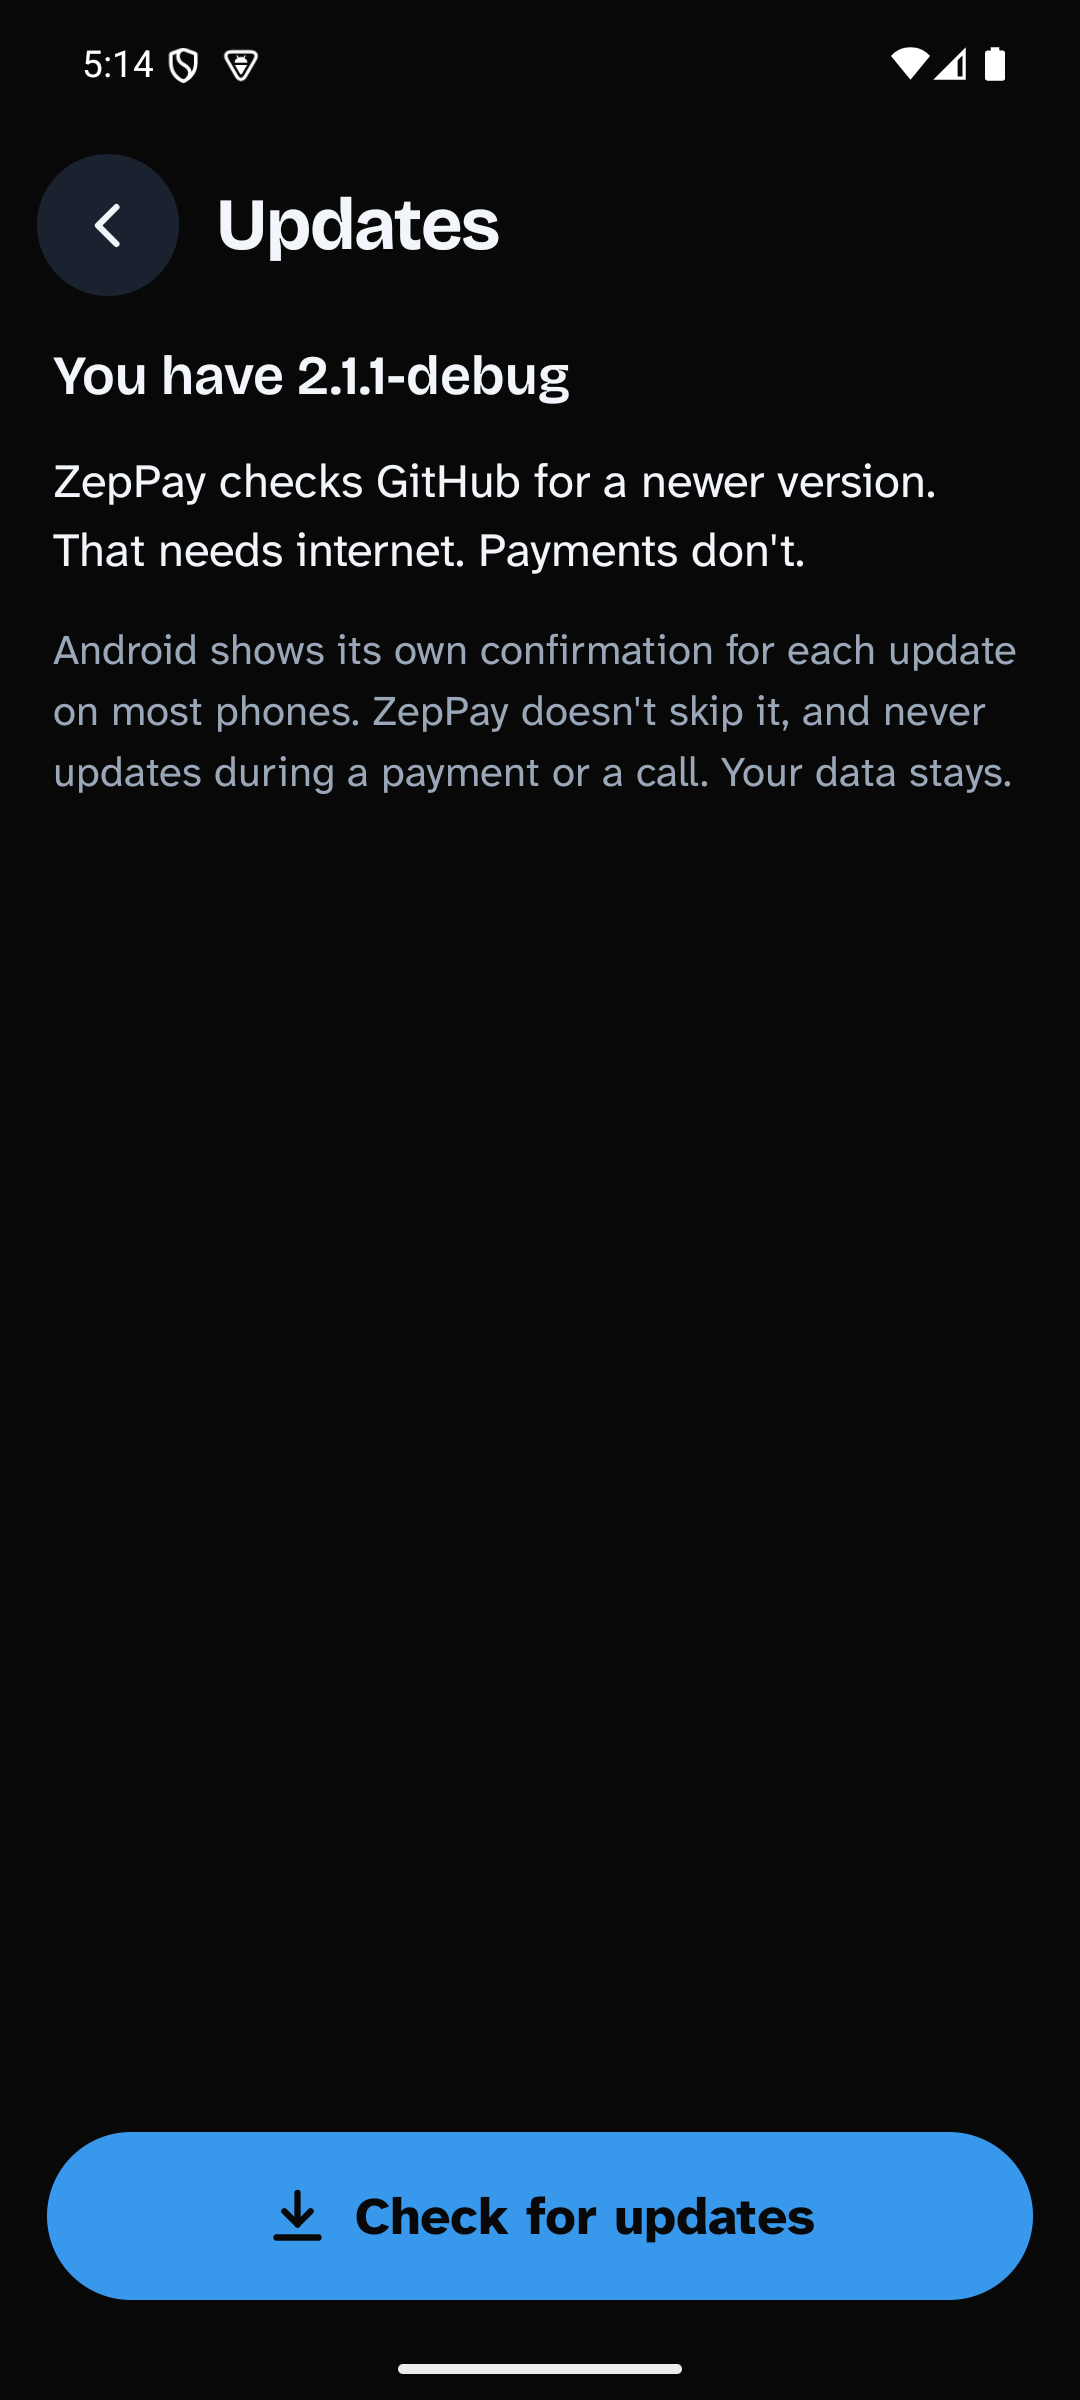 5:14
Updates
You have 2.1.1-debug
ZepPay checks GitHub for a newer version.
That needs internet. Payments don't.
Android shows its own confirmation for each update
on most phones. ZepPay doesn't skip it, and never
updates during a payment or a call. Your data stays.
Check for updates